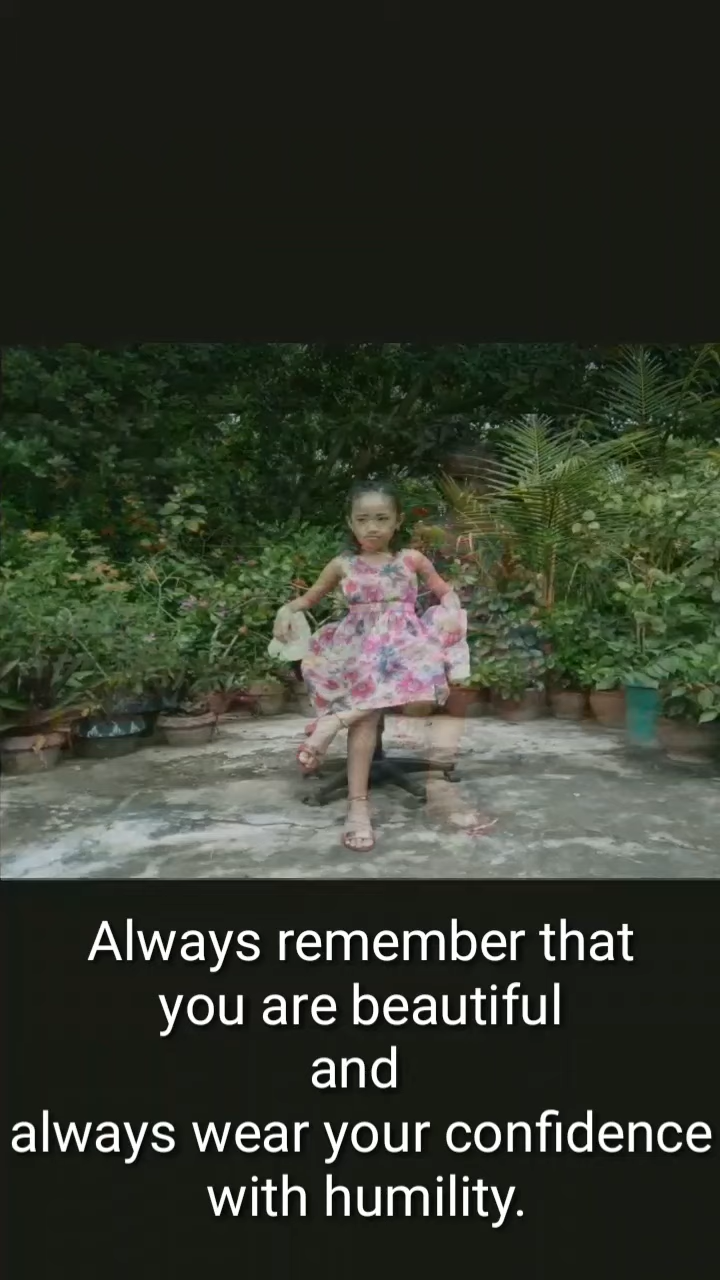 Always remember that
you are beautiful
and
always wear your confidence
with humility.